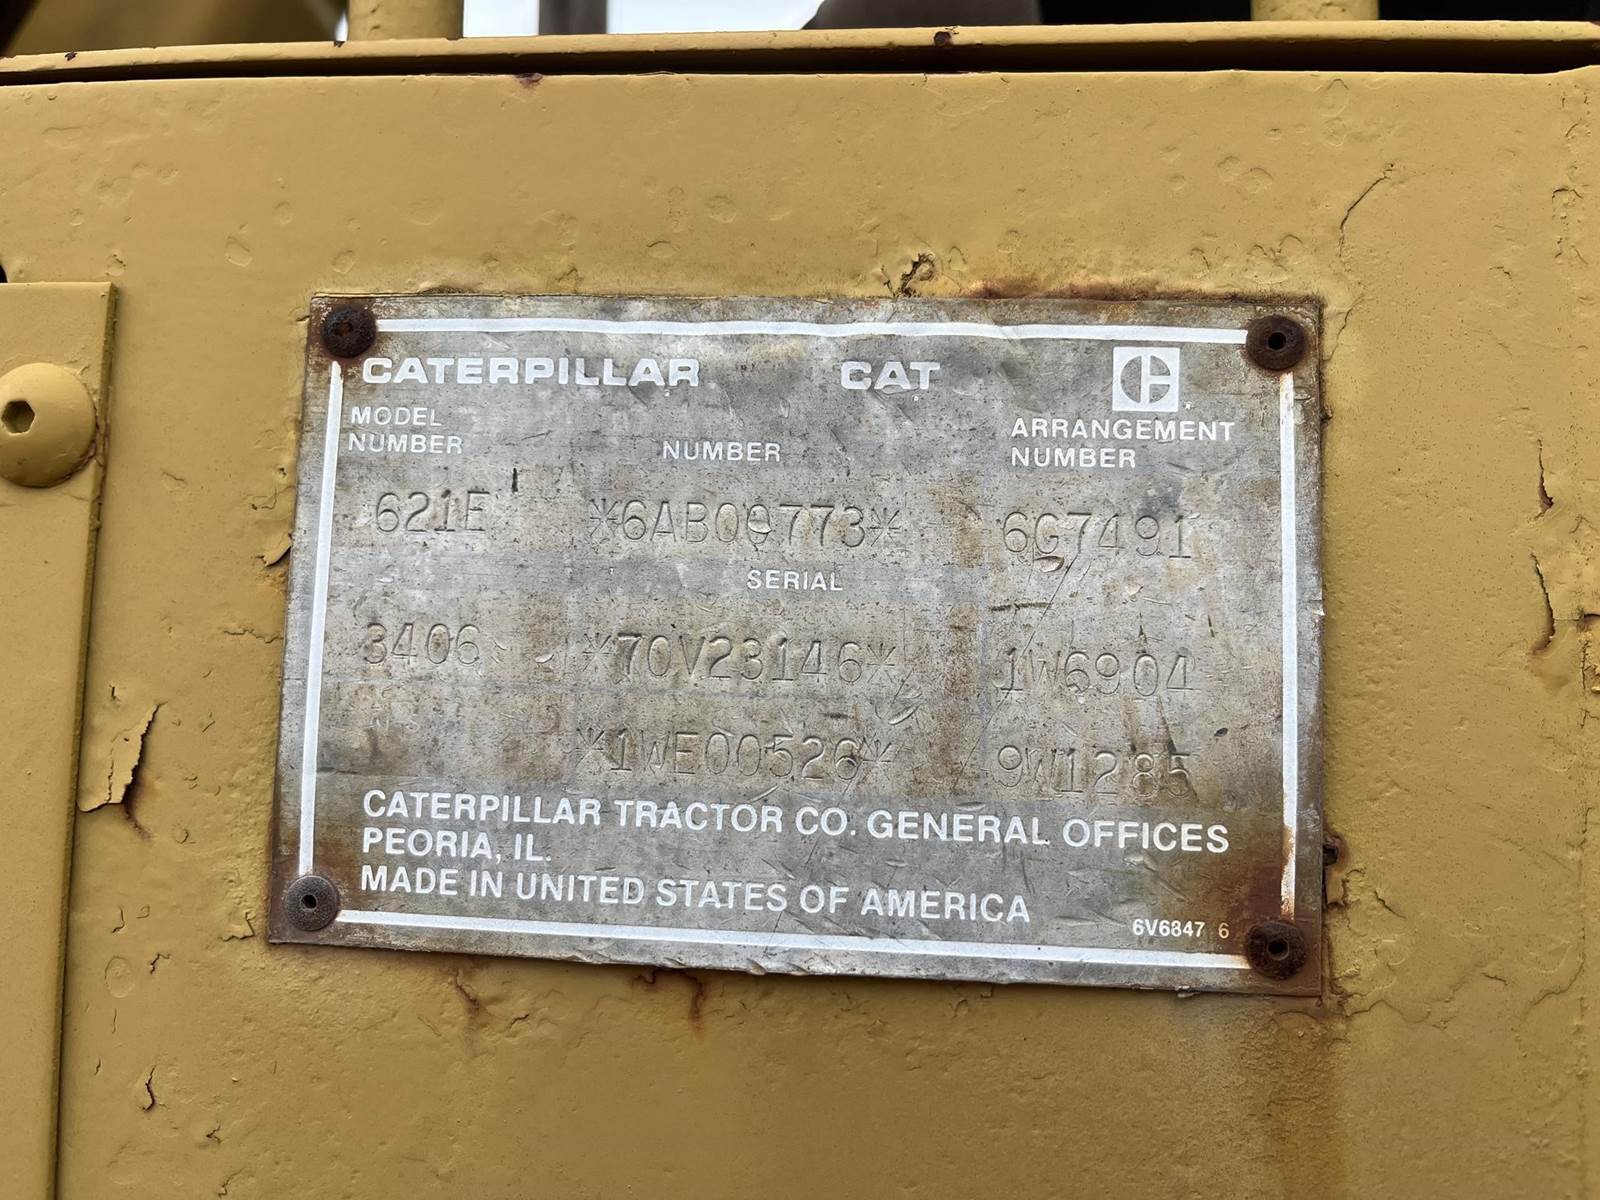 CATERPILLAR CAT
MODEL NUMBER NUMBER ARRANGEMENT NUMBER
621E *6AB00773* 6G7491
SERIAL
3406 *70V23146* 1W6904
*1WE00526* 9W1285
CATERPILLAR TRACTOR CO. GENERAL OFFICES
PEORIA, IL.
MADE IN UNITED STATES OF AMERICA
6V6847 6